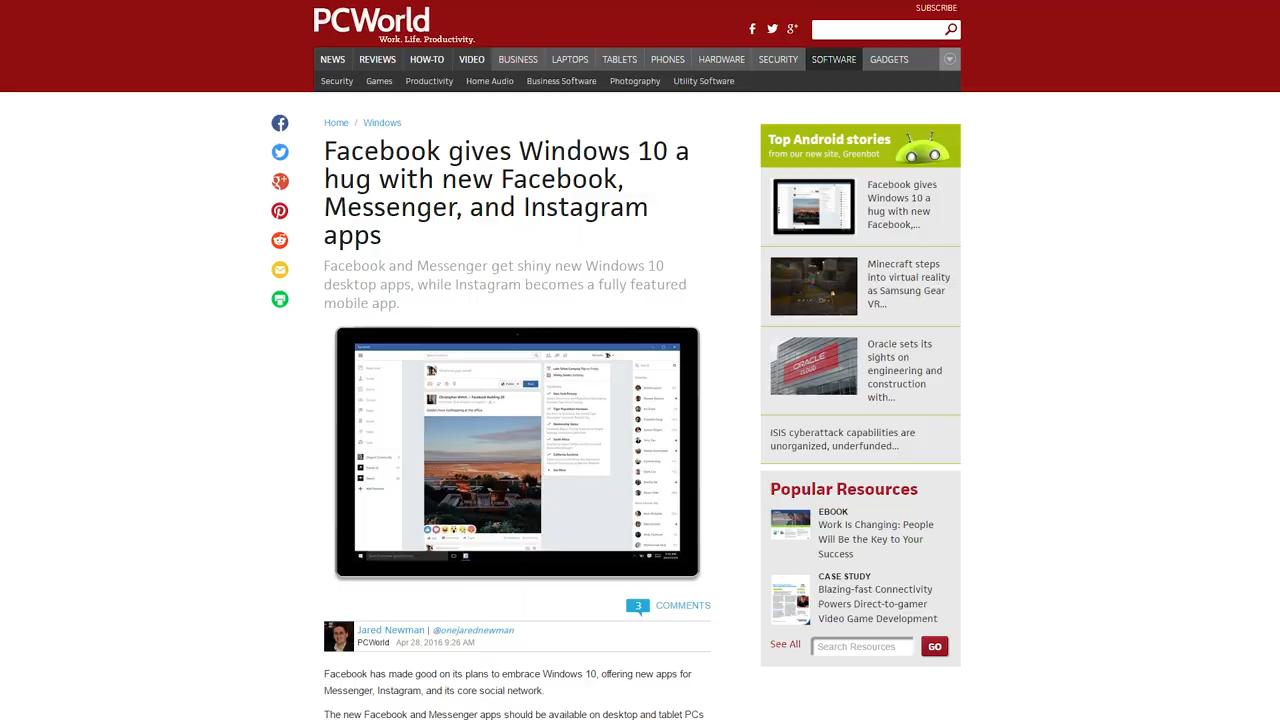 SUBSCRIBE
PCWorld
Work. Life. Productivity.
NEWS REVIEWS HOW-TO VIDEO BUSINESS LAPTOPS TABLETS PHONES HARDWARE SECURITY SOFTWARE GADGETS
Security Games Productivity Home Audio Business Software Photography Utility Software
Home / Windows
Facebook gives Windows 10 a
hug with new Facebook,
Messenger, and Instagram
apps
Facebook and Messenger get shiny new Windows 10
desktop apps, while Instagram becomes a fully featured
mobile app.
3 COMMENTS
Jared Newman | @onejarednewman
PCWorld Apr 28, 2016 9:26 AM
Facebook has made good on its plans to embrace Windows 10, offering new apps for
Messenger, Instagram, and its core social network.
The new Facebook and Messenger apps should be available on desktop and tablet PCs
Top Android stories
from our new site, Greenbot
Facebook gives
Windows 10 a
hug with new
Facebook,...
Minecraft steps
into virtual reality
as Samsung Gear
VR...
ORACLE
CLOUD
Oracle sets its
sights on
engineering and
construction
with...
ISIS cyberattack capabilities are
unorganized, underfunded...
Popular Resources
EBOOK
Work Is Changing: People
Will Be the Key to Your
Success
CASE STUDY
Blazing-fast Connectivity
Powers Direct-to-gamer
Video Game Development
See All Search Resources GO